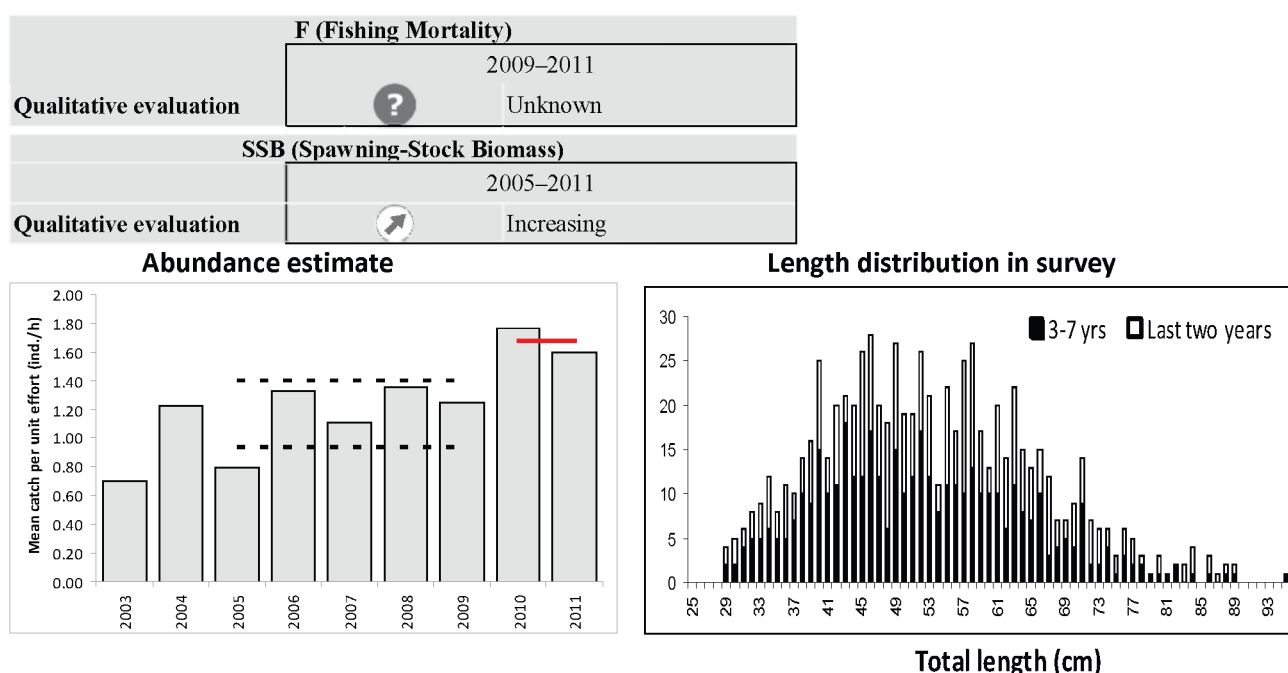 F (Fishing Mortality)
2009–2011
Qualitative evaluation ? Unknown
SSB (Spawning-Stock Biomass)
2005–2011
Qualitative evaluation Increasing
Abundance estimate
Mean catch per unit effort (ind./h)
2.00
1.80
1.60
1.40
1.20
1.00
0.80
0.60
0.40
0.20
0.00
2003 2004 2005 2006 2007 2008 2009 2010 2011
Length distribution in survey
3-7 yrs Last two years
30
25
20
15
10
5
0
25 29 33 37 41 45 49 53 57 61 65 69 73 77 81 85 89 93
Total length (cm)